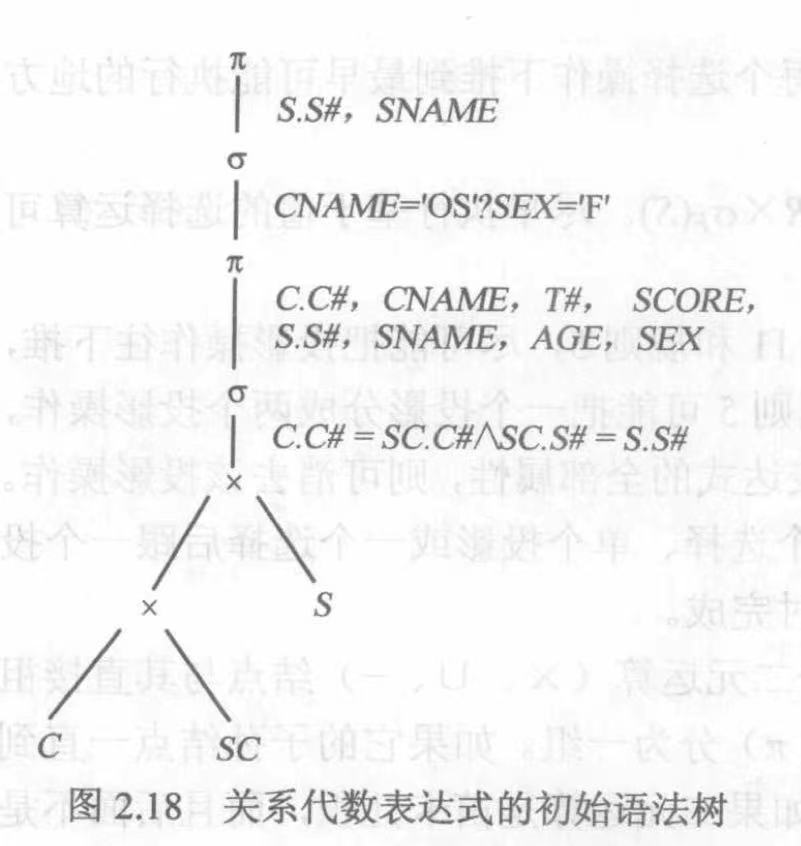 π
S.S#，SNAME
σ
CNAME='OS'?SEX='F'
π
C.C#，CNAME，T#， SCORE，
S.S#，SNAME，AGE，SEX
σ
C.C# = SC.C#∧SC.S# = S.S#
×
×
S
C
SC
图 2.18 关系代数表达式的初始语法树